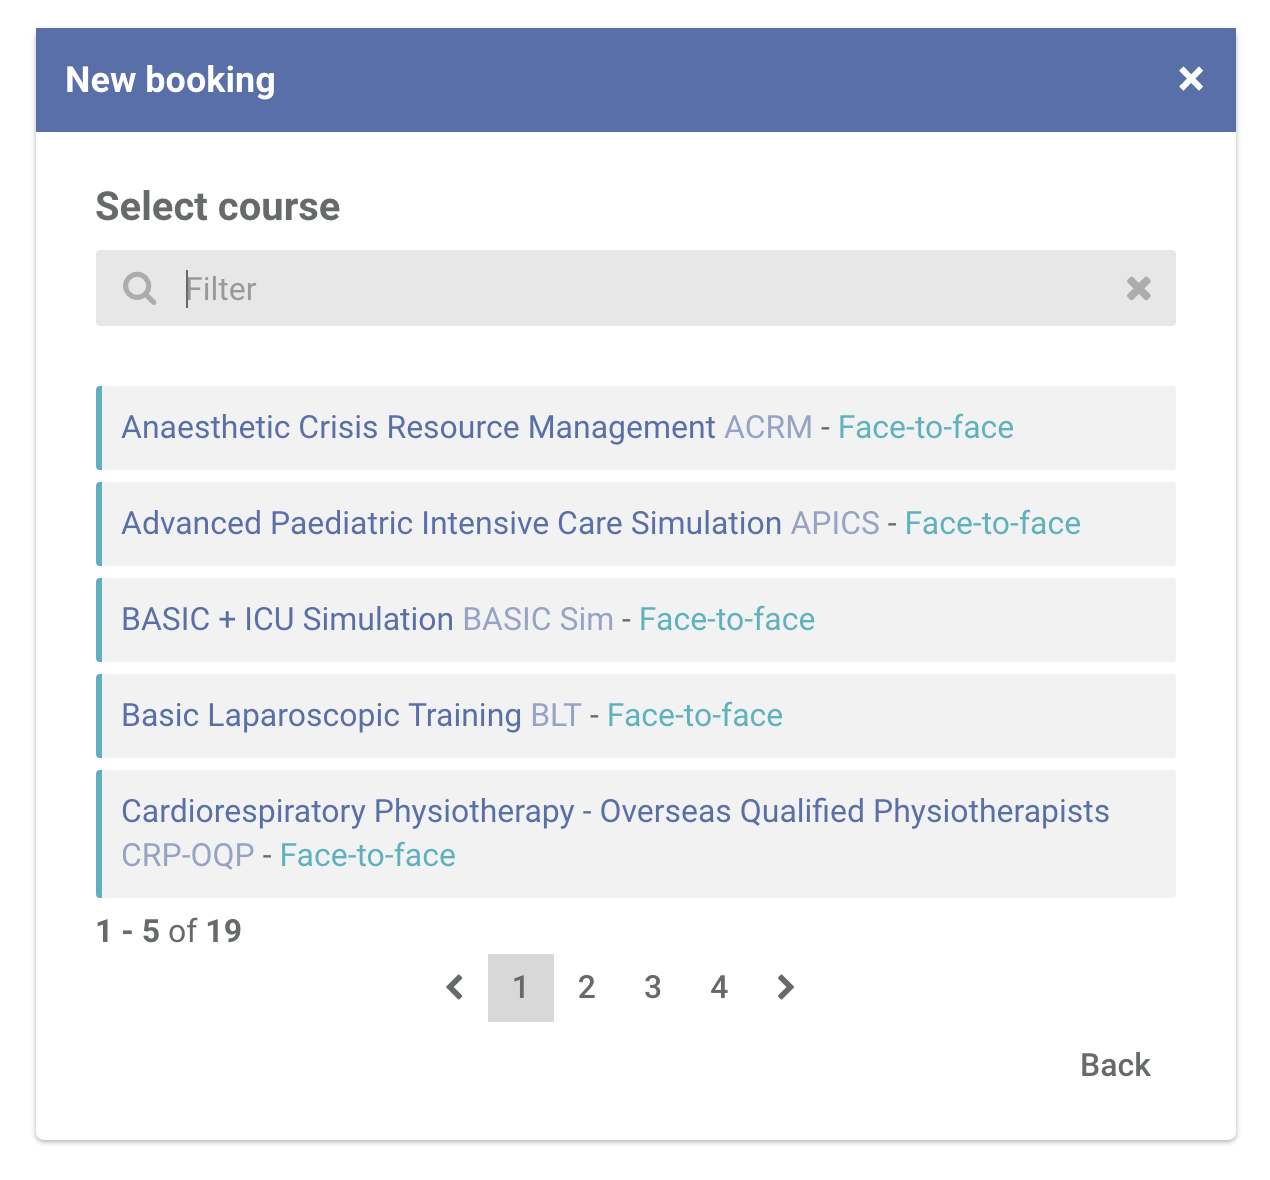 New booking
Select course
Filter
Anaesthetic Crisis Resource Management ACRM - Face-to-face
Advanced Paediatric Intensive Care Simulation APICS - Face-to-face
BASIC + ICU Simulation BASIC Sim - Face-to-face
Basic Laparoscopic Training BLT - Face-to-face
Cardiorespiratory Physiotherapy - Overseas Qualified Physiotherapists
CRP-OQP - Face-to-face
1 - 5 of 19
1 2 3 4
Back